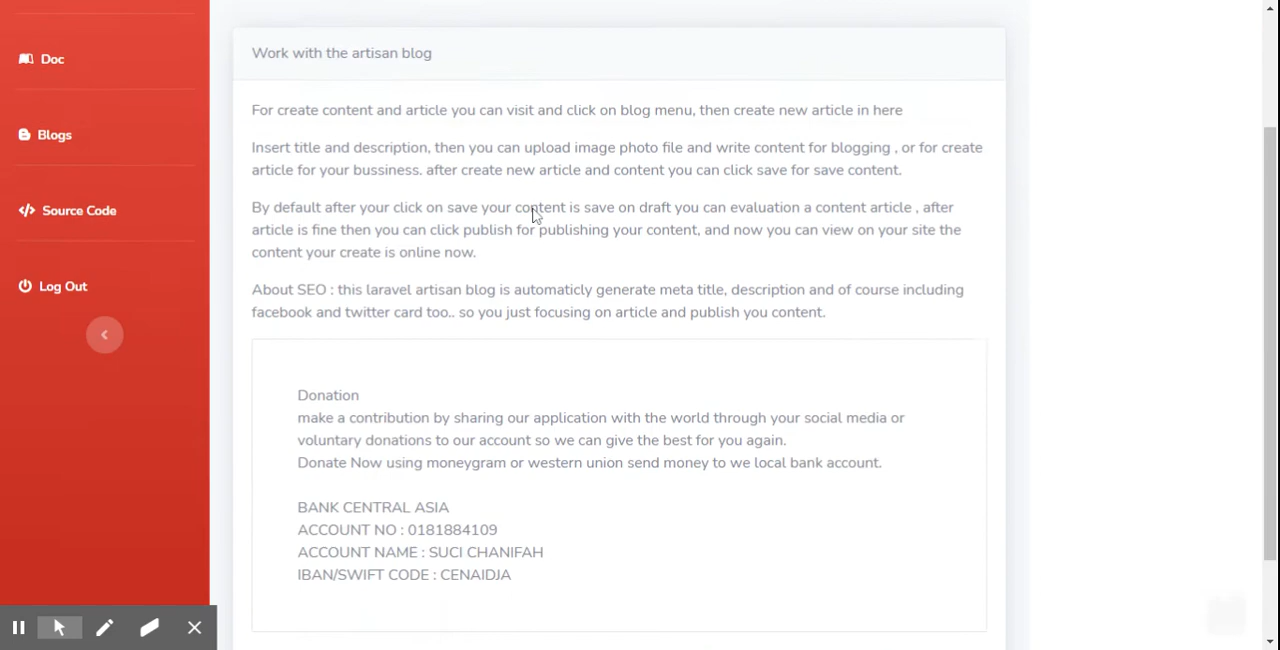 Doc
Blogs
Source Code
Log Out
Work with the artisan blog
For create content and article you can visit and click on blog menu, then create new article in here
Insert title and description, then you can upload image photo file and write content for blogging , or for create
article for your bussiness. after create new article and content you can click save for save content.
By default after your click on save your content is save on draft you can evaluation a content article , after
article is fine then you can click publish for publishing your content, and now you can view on your site the
content your create is online now.
About SEO : this laravel artisan blog is automaticly generate meta title, description and of course including
facebook and twitter card too.. so you just focusing on article and publish you content.
Donation
make a contribution by sharing our application with the world through your social media or
voluntary donations to our account so we can give the best for you again.
Donate Now using moneygram or western union send money to we local bank account.
BANK CENTRAL ASIA
ACCOUNT NO : 0181884109
ACCOUNT NAME : SUCI CHANIFAH
IBAN/SWIFT CODE : CENAIDJA